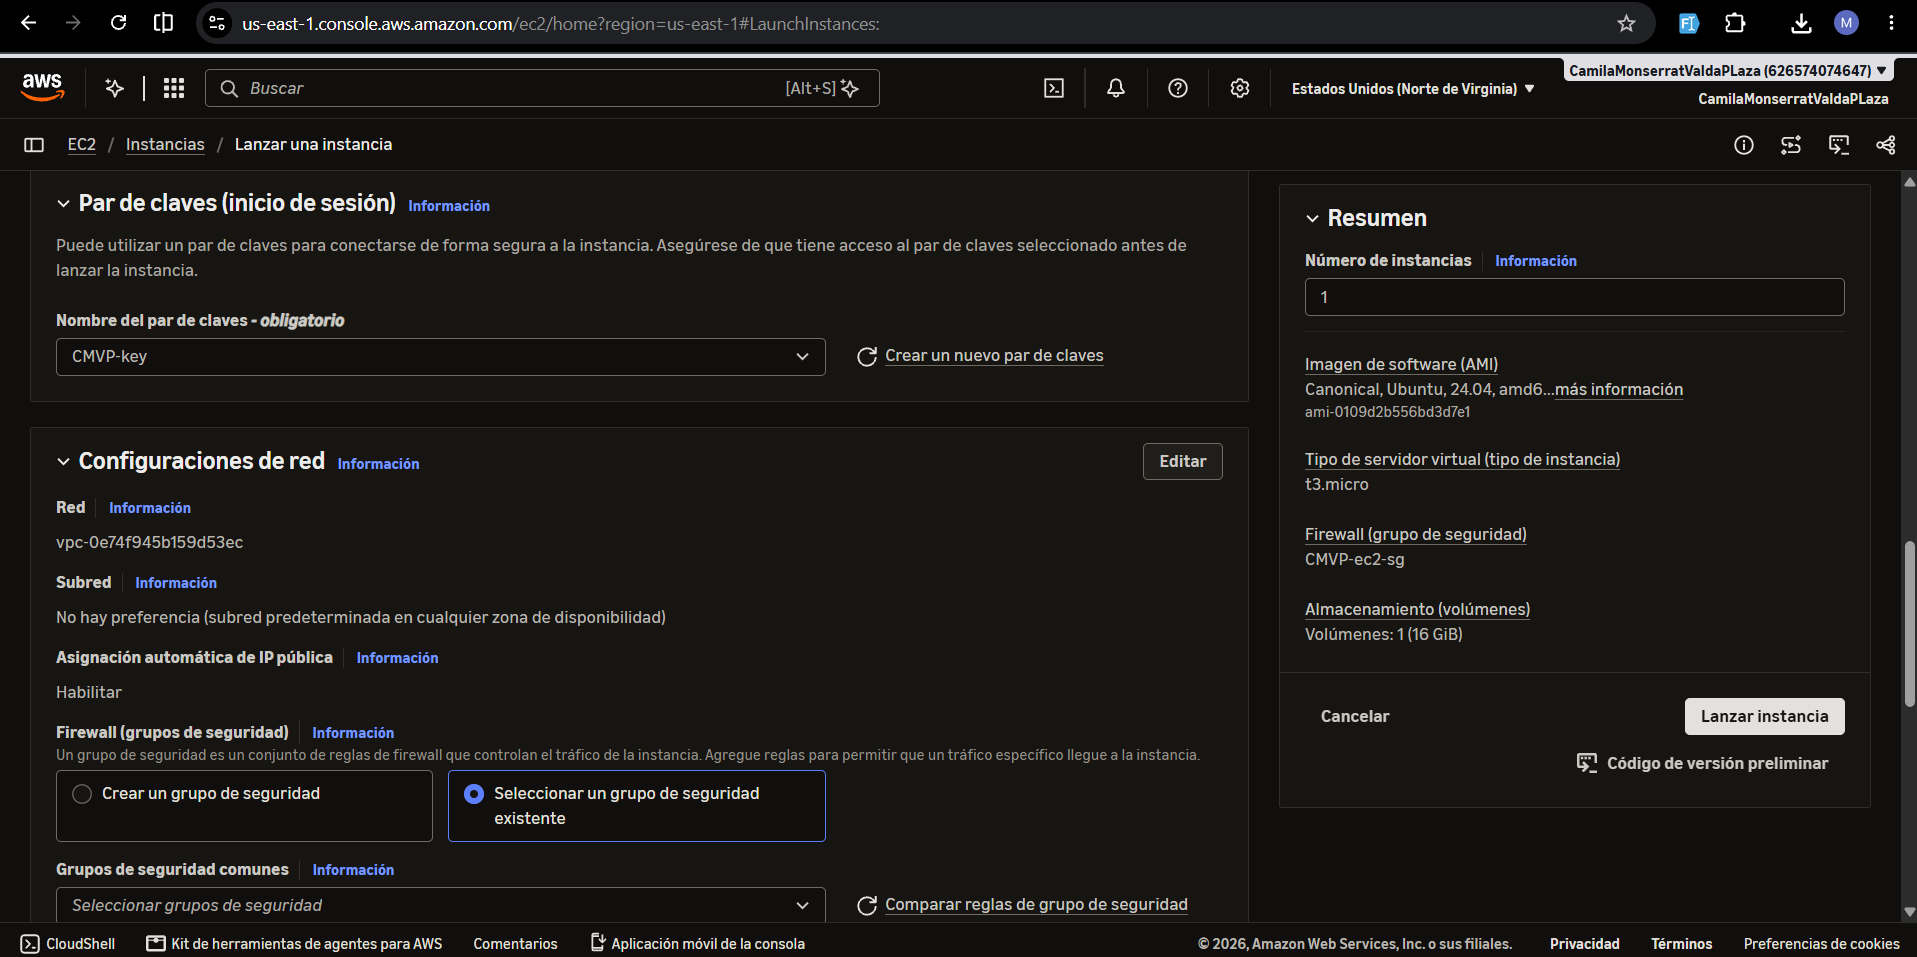 us-east-1.console.aws.amazon.com/ec2/home?region=us-east-1#LaunchInstances:
M
aws
Buscar
[Alt+S]
Estados Unidos (Norte de Virginia) ▼
CamilaMonserratValdaPLaza (626574074647) ▼
CamilaMonserratValdaPLaza
EC2 / Instancias / Lanzar una instancia
Par de claves (inicio de sesión) Información
Puede utilizar un par de claves para conectarse de forma segura a la instancia. Asegúrese de que tiene acceso al par de claves seleccionado antes de
lanzar la instancia.
Nombre del par de claves - obligatorio
CMVP-key
Crear un nuevo par de claves
Configuraciones de red Información
Editar
Red Información
vpc-0e74f945b159d53ec
Subred Información
No hay preferencia (subred predeterminada en cualquier zona de disponibilidad)
Asignación automática de IP pública Información
Habilitar
Firewall (grupos de seguridad) Información
Un grupo de seguridad es un conjunto de reglas de firewall que controlan el tráfico de la instancia. Agregue reglas para permitir que un tráfico específico llegue a la instancia.
Crear un grupo de seguridad
Seleccionar un grupo de seguridad
existente
Grupos de seguridad comunes Información
Seleccionar grupos de seguridad
Comparar reglas de grupo de seguridad
Resumen
Número de instancias Información
1
Imagen de software (AMI)
Canonical, Ubuntu, 24.04, amd6...más información
ami-0109d2b556bd3d7e1
Tipo de servidor virtual (tipo de instancia)
t3.micro
Firewall (grupo de seguridad)
CMVP-ec2-sg
Almacenamiento (volúmenes)
Volúmenes: 1 (16 GiB)
Cancelar
Lanzar instancia
Código de versión preliminar
CloudShell
Kit de herramientas de agentes para AWS
Comentarios
Aplicación móvil de la consola
© 2026, Amazon Web Services, Inc. o sus filiales.
Privacidad
Términos
Preferencias de cookies